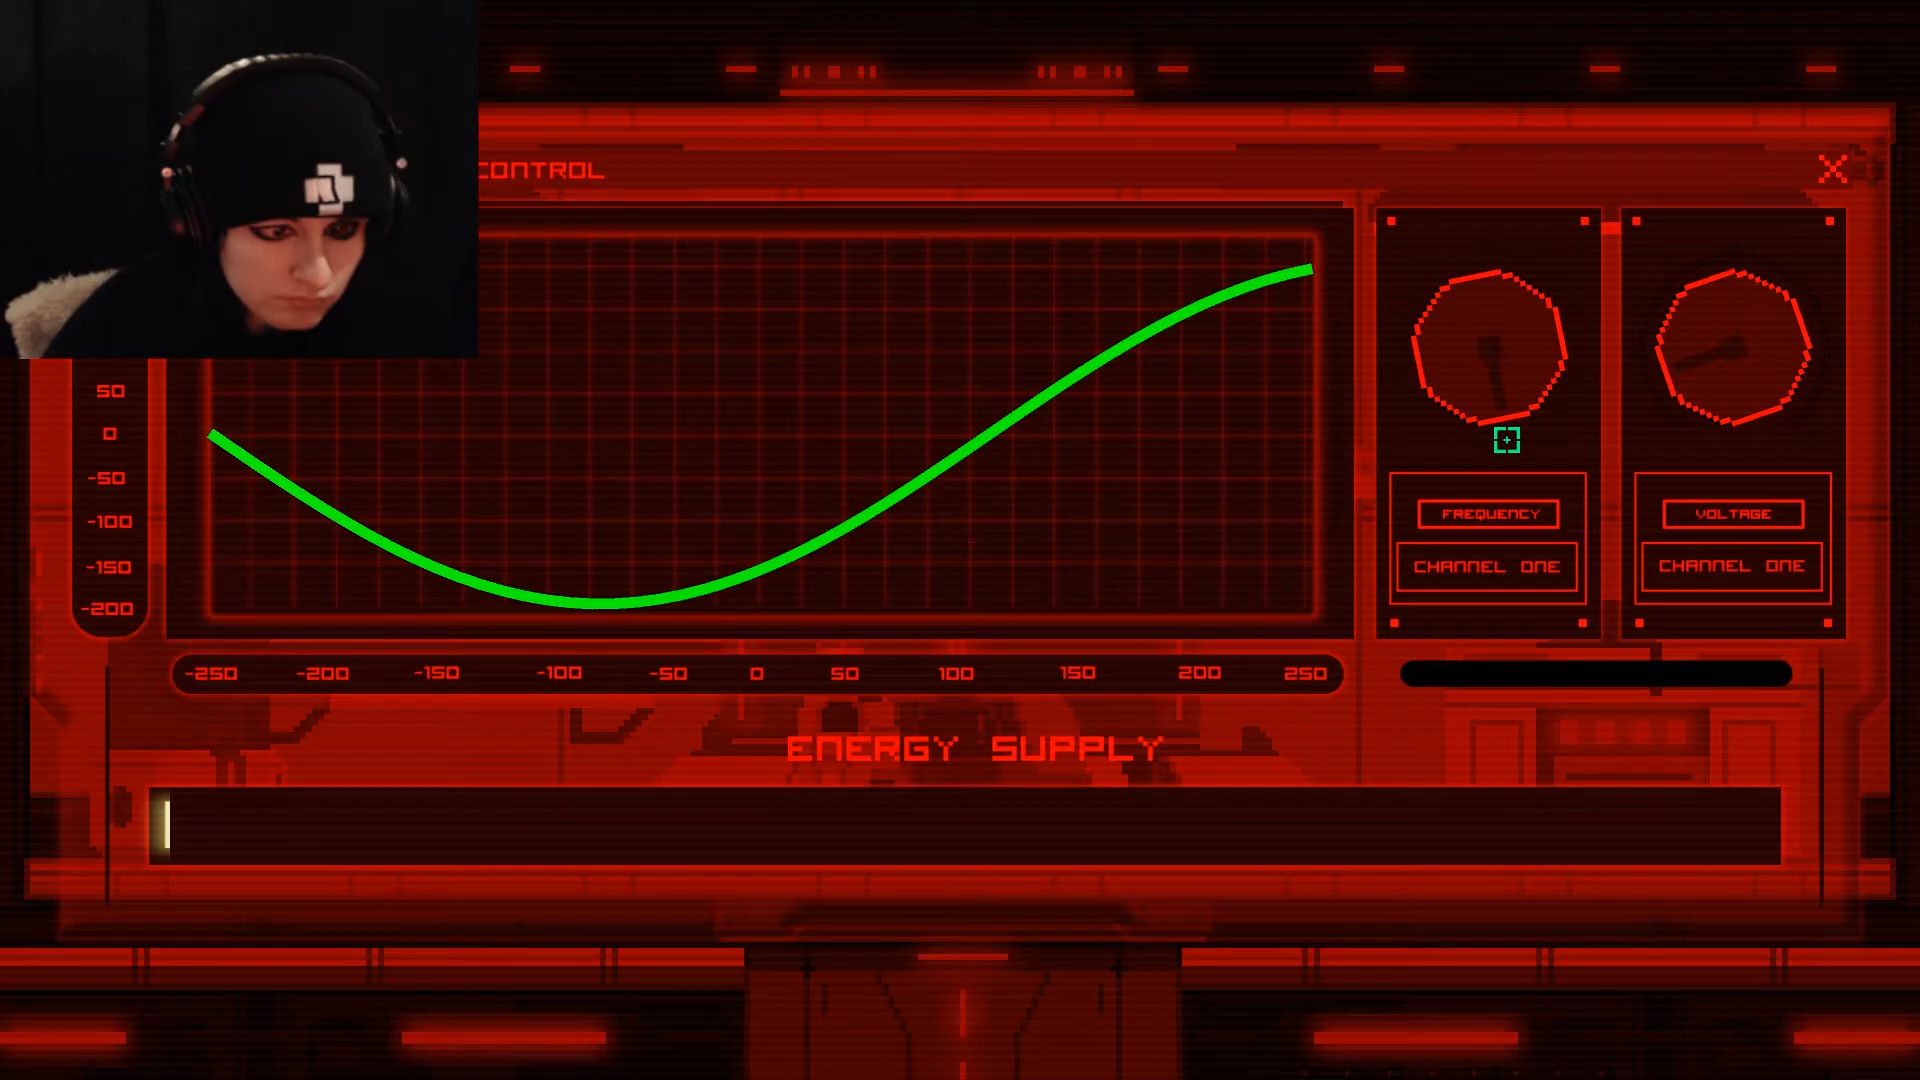 CONTROL
50
0
-50
-100
-150
-200
-250 -200 -150 -100 -50 0 50 100 150 200 250
FREQUENCY
CHANNEL ONE
VOLTAGE
CHANNEL ONE
ENERGY SUPPLY